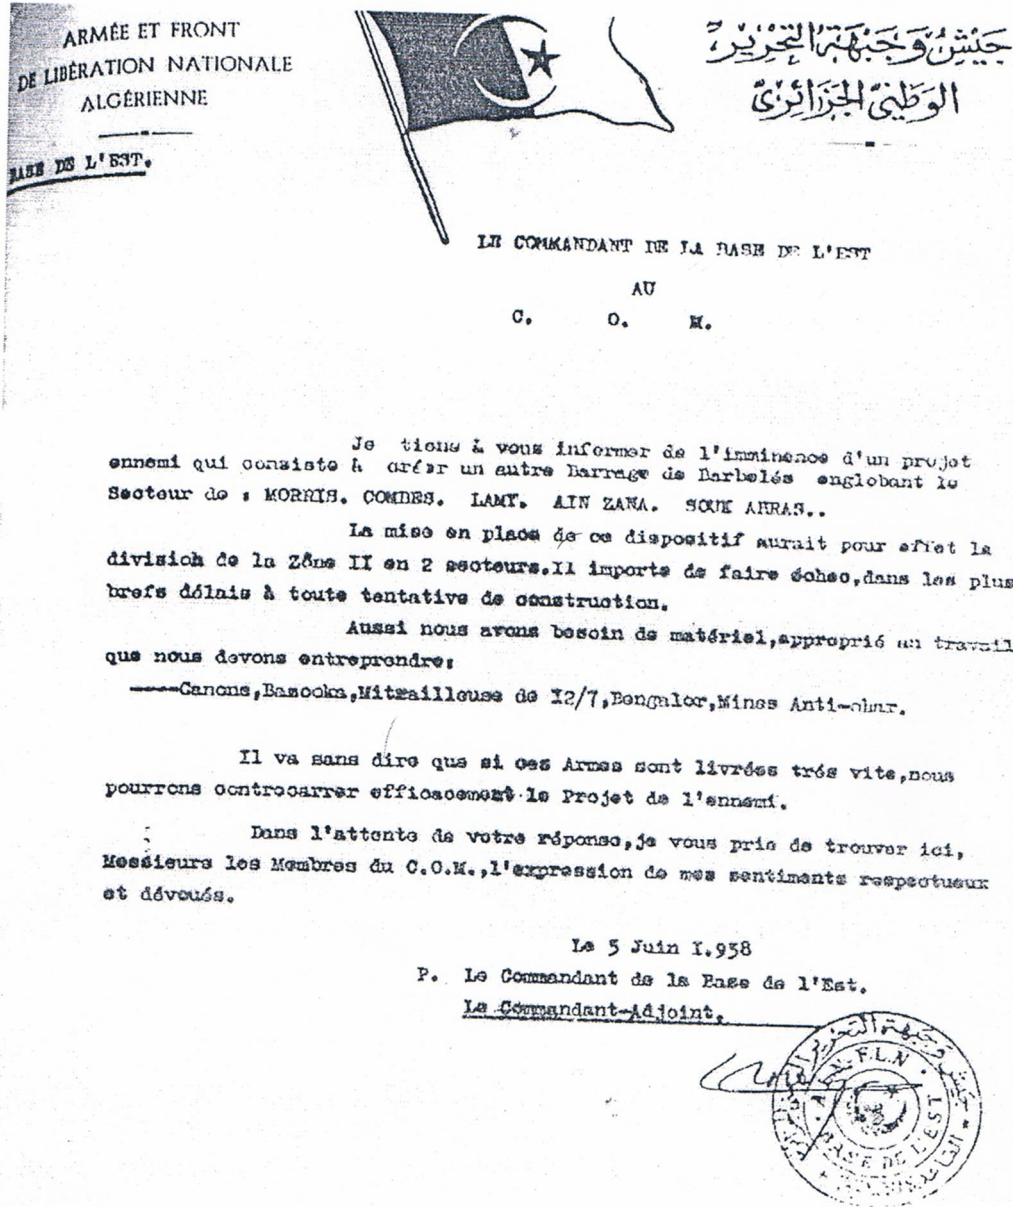 ARMÉE ET FRONT
DE LIBÉRATION NATIONALE
ALGÉRIENNE
BASE DE L'EST.
جيش وجبهة التحرير
الوطني الجزائري
LE COMMANDANT DE LA BASE DE L'EST
AU
C. O. M.
Je tiens à vous informer de l'imminence d'un projet
ennemi qui consiste à créer un autre Barrage de Barbelés englobant le
Secteur de : MORRIS. COMBES. LAMY. AIN ZANA. SOUK AHRAS..
La mise en place de ce dispositif aurait pour effet la
division de la Zône II en 2 secteurs.Il importe de faire échec,dans les plus
brefs délais à toute tentative de construction.
Aussi nous avons besoin de matériel,approprié au travail
que nous devons entreprendre:
----Canons,Bazooka,Mitrailleuse de I2/7,Bengalor,Mines Anti-char.
Il va sans dire que si ces Armes sont livrées trés vite,nous
pourrons contrecarrer efficacement le Projet de l'ennemi.
Dans l'attente de votre réponse,je vous prie de trouver ici,
Messieurs les Membres du C.O.M.,l'expression de mes sentiments respectueux
et dévoués.
Le 5 Juin I.958
P. Le Commandant de la Base de l'Est.
Le Commandant-Adjoint,
جيش وجبهة التحرير
F.L.N
BASE DE L'EST